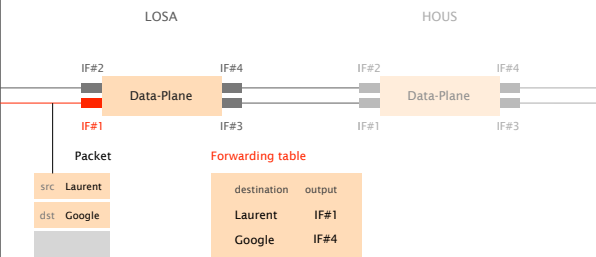 LOSA HOUS
IF#2 IF#4 IF#2 IF#4
Data-Plane Data-Plane
IF#1 IF#3 IF#1 IF#3
Packet Forwarding table
src Laurent
dst Google
destination output
Laurent IF#1
Google IF#4